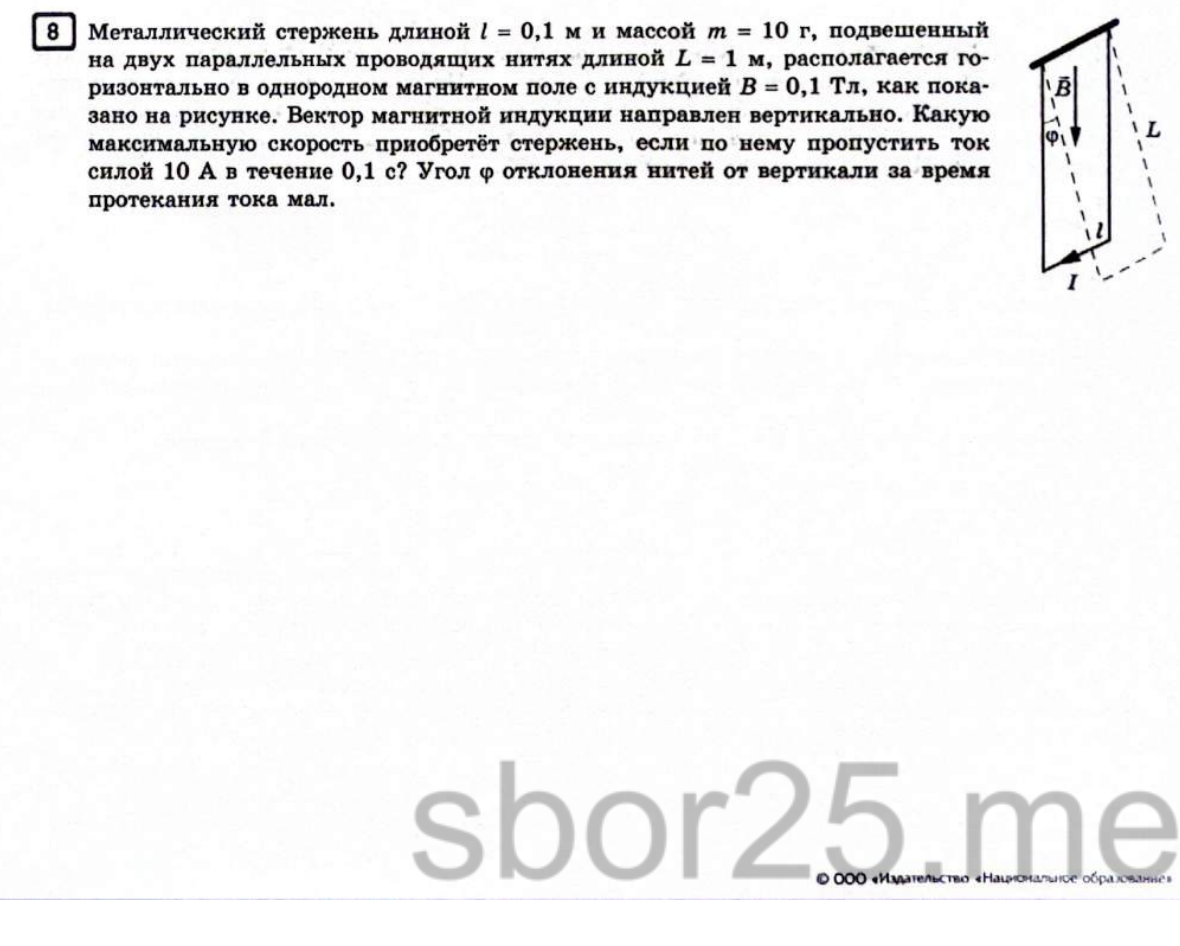 8 Металлический стержень длиной l = 0,1 м и массой m = 10 г, подвешенный
на двух параллельных проводящих нитях длиной L = 1 м, располагается го-
ризонтально в однородном магнитном поле с индукцией B = 0,1 Тл, как пока-
зано на рисунке. Вектор магнитной индукции направлен вертикально. Какую
максимальную скорость приобретёт стержень, если по нему пропустить ток
силой 10 А в течение 0,1 с? Угол φ отклонения нитей от вертикали за время
протекания тока мал.
B⃗
φ
L
l
I
sbor25.me
© ООО «Издательство «Национальное образование»